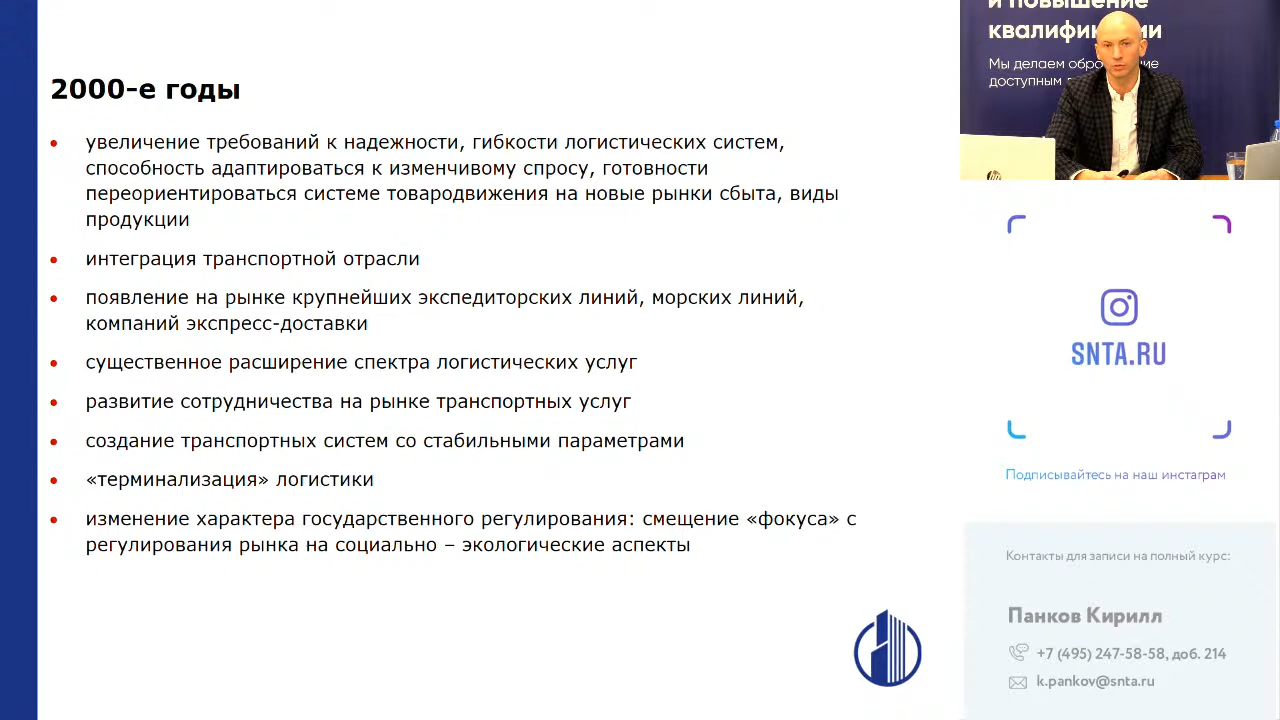 2000-е годы
увеличение требований к надежности, гибкости логистических систем,
способность адаптироваться к изменчивому спросу, готовности
переориентироваться системе товародвижения на новые рынки сбыта, виды
продукции
интеграция транспортной отрасли
появление на рынке крупнейших экспедиторских линий, морских линий,
компаний экспресс-доставки
существенное расширение спектра логистических услуг
развитие сотрудничества на рынке транспортных услуг
создание транспортных систем со стабильными параметрами
«терминализация» логистики
изменение характера государственного регулирования: смещение «фокуса» с
регулирования рынка на социально – экологические аспекты
и повышение
Мы делаем
доступным
SNTA.RU
Подписывайтесь на наш инстаграм
Контакты для записи на полный курс:
Панков Кирилл
+7 (495) 247-58-58, доб. 214
k.pankov@snta.ru